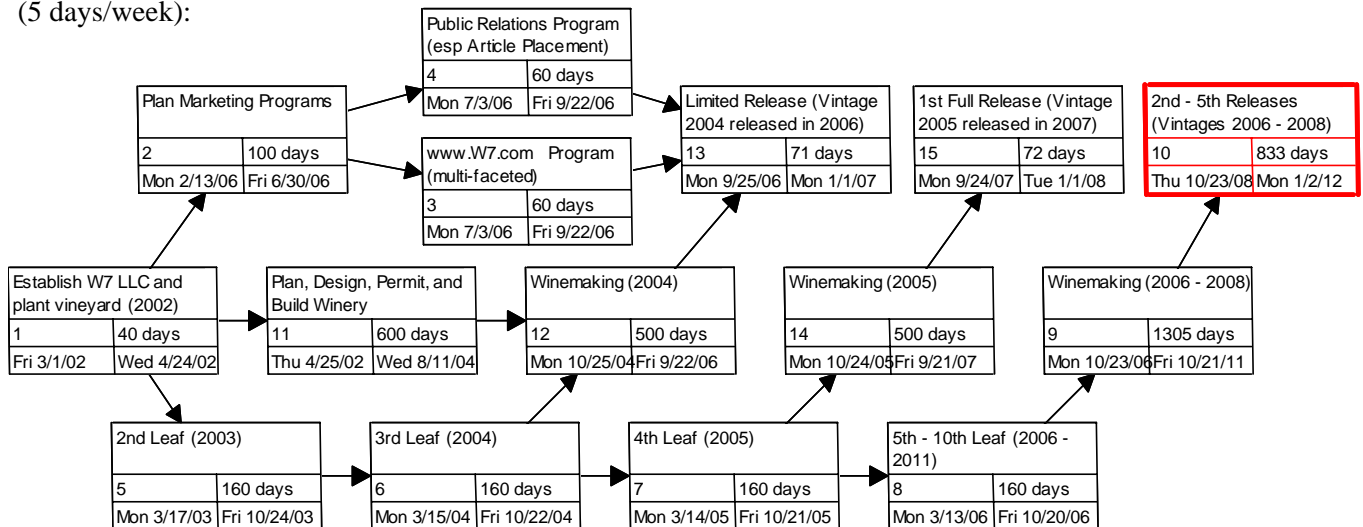 (5 days/week):
Public Relations Program
(esp Article Placement)
4 60 days
Mon 7/3/06 Fri 9/22/06
Plan Marketing Programs
2 100 days
Mon 2/13/06 Fri 6/30/06
www.W7.com Program
(multi-faceted)
3 60 days
Mon 7/3/06 Fri 9/22/06
Limited Release (Vintage
2004 released in 2006)
13 71 days
Mon 9/25/06 Mon 1/1/07
1st Full Release (Vintage
2005 released in 2007)
15 72 days
Mon 9/24/07 Tue 1/1/08
2nd - 5th Releases
(Vintages 2006 - 2008)
10 833 days
Thu 10/23/08 Mon 1/2/12
Establish W7 LLC and
plant vineyard (2002)
1 40 days
Fri 3/1/02 Wed 4/24/02
Plan, Design, Permit, and
Build Winery
11 600 days
Thu 4/25/02 Wed 8/11/04
Winemaking (2004)
12 500 days
Mon 10/25/04 Fri 9/22/06
Winemaking (2005)
14 500 days
Mon 10/24/05 Fri 9/21/07
Winemaking (2006 - 2008)
9 1305 days
Mon 10/23/06 Fri 10/21/11
2nd Leaf (2003)
5 160 days
Mon 3/17/03 Fri 10/24/03
3rd Leaf (2004)
6 160 days
Mon 3/15/04 Fri 10/22/04
4th Leaf (2005)
7 160 days
Mon 3/14/05 Fri 10/21/05
5th - 10th Leaf (2006 -
2011)
8 160 days
Mon 3/13/06 Fri 10/20/06